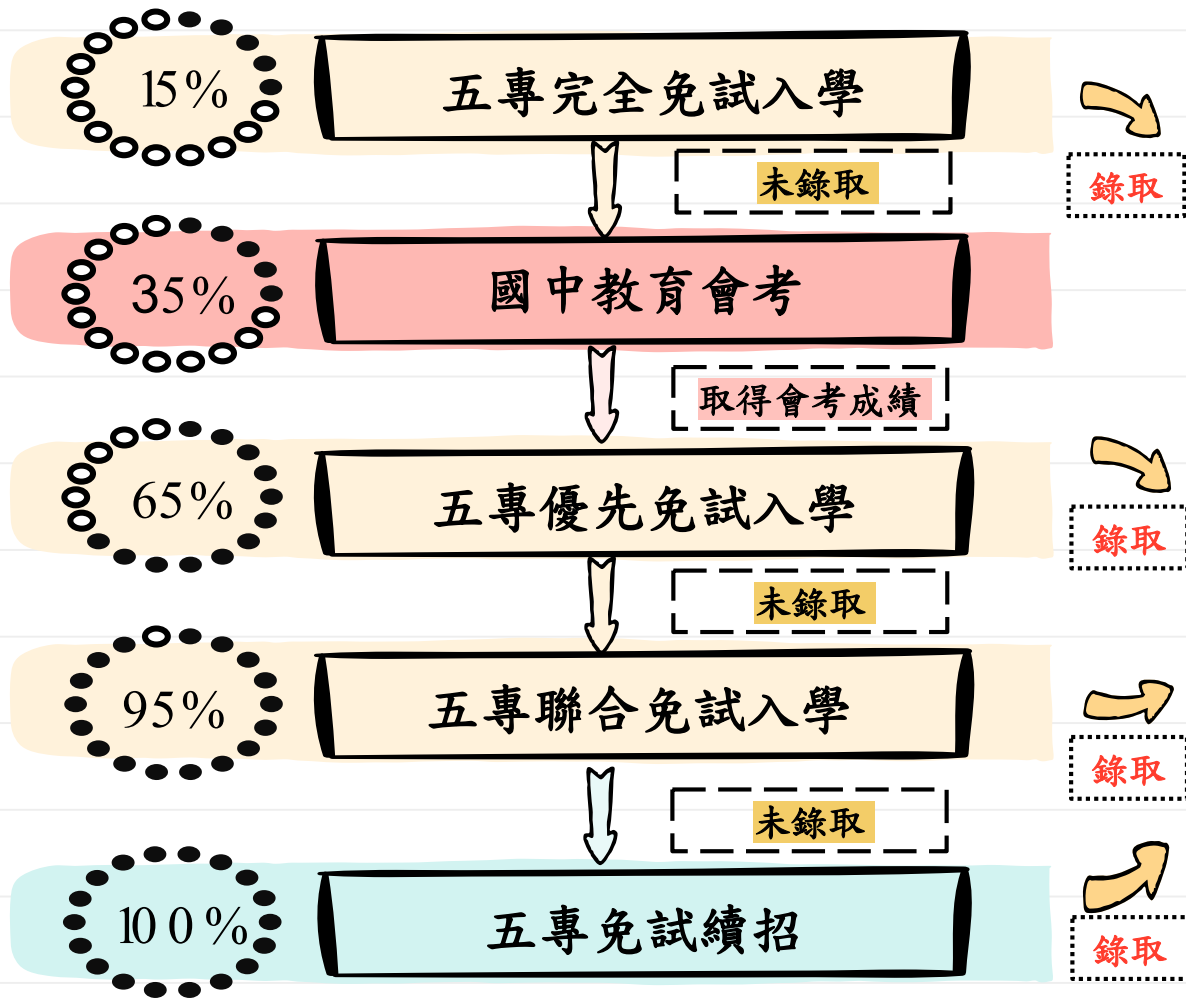 15%
五專完全免試入學
未錄取
錄取
35%
國中教育會考
取得會考成績
65%
五專優先免試入學
錄取
未錄取
95%
五專聯合免試入學
錄取
未錄取
100%
五專免試續招
錄取